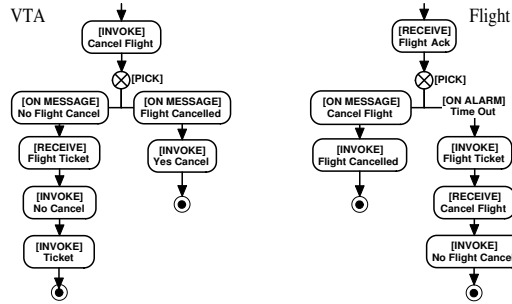 VTA
[INVOKE]
Cancel Flight
[PICK]
[ON MESSAGE]
No Flight Cancel
[ON MESSAGE]
Flight Cancelled
[RECEIVE]
Flight Ticket
[INVOKE]
Yes Cancel
[INVOKE]
No Cancel
[INVOKE]
Ticket
Flight
[RECEIVE]
Flight Ack
[PICK]
[ON MESSAGE]
Cancel Flight
[ON ALARM]
Time Out
[INVOKE]
Flight Cancelled
[INVOKE]
Flight Ticket
[RECEIVE]
Cancel Flight
[INVOKE]
No Flight Cancel